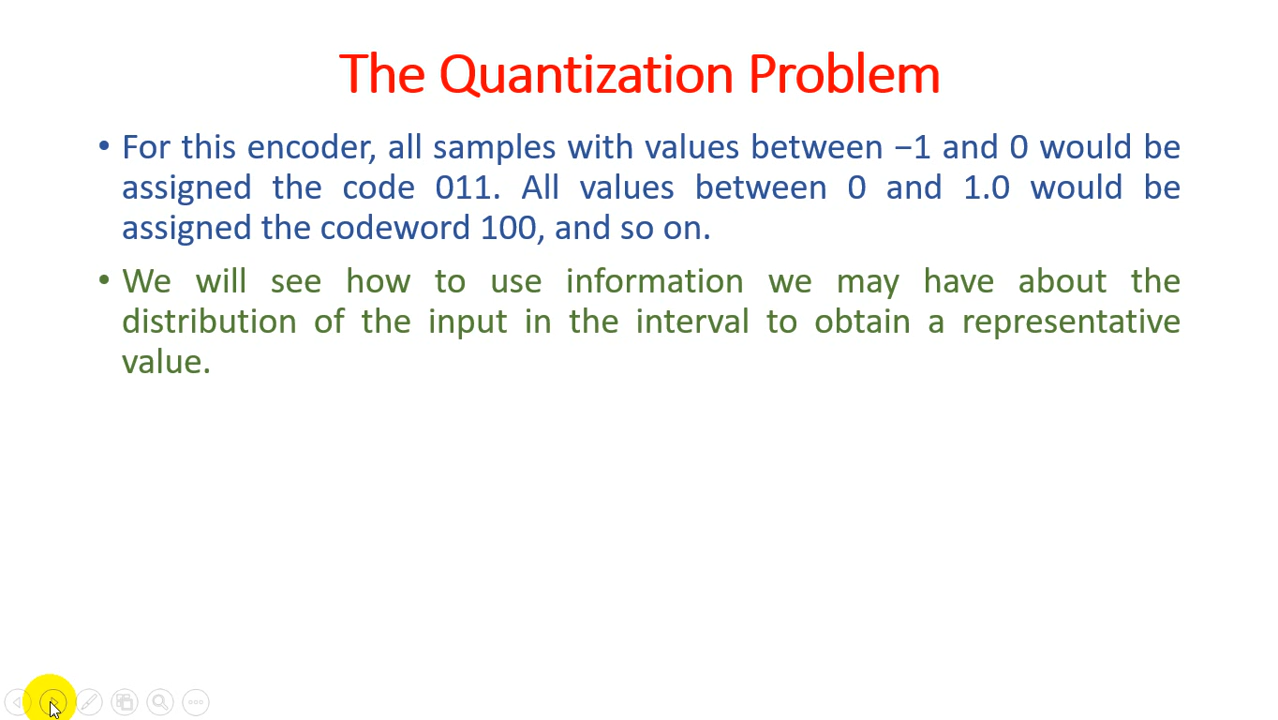 The Quantization Problem
• For this encoder, all samples with values between −1 and 0 would be
assigned the code 011. All values between 0 and 1.0 would be
assigned the codeword 100, and so on.
• We will see how to use information we may have about the
distribution of the input in the interval to obtain a representative
value.